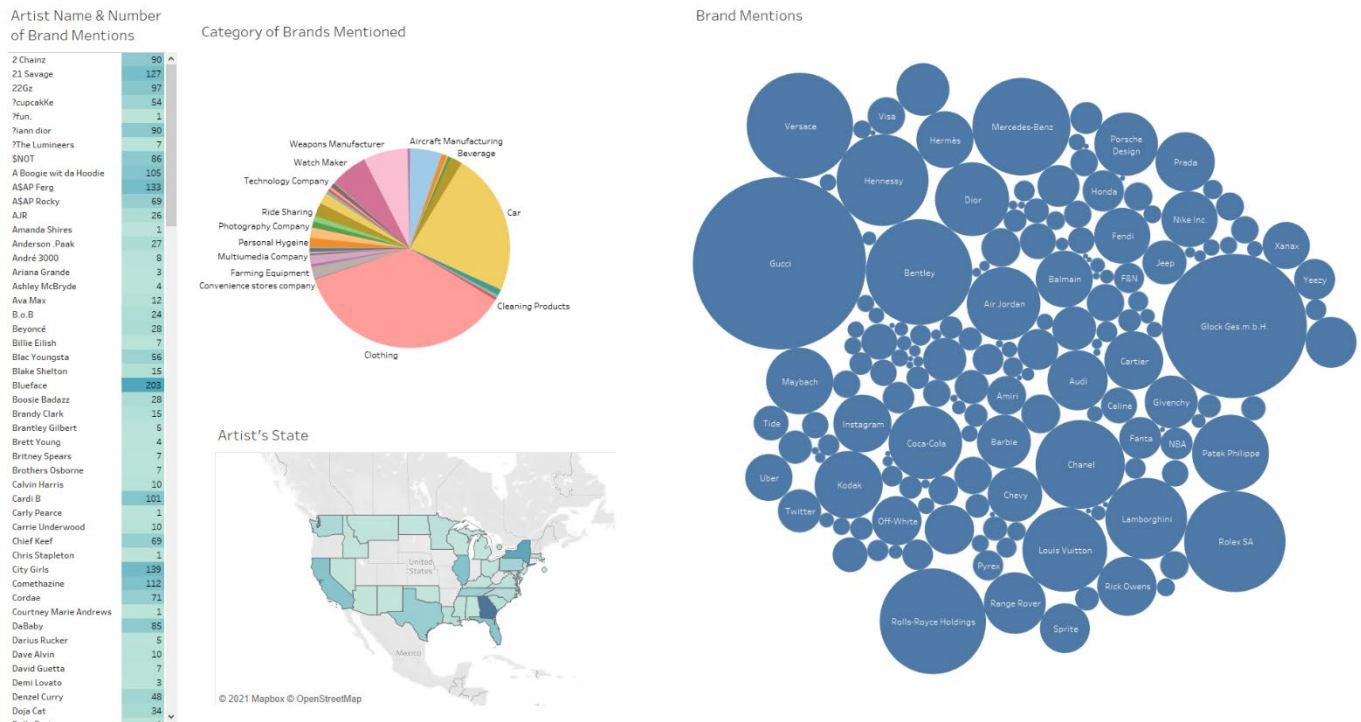 Artist Name & Number
of Brand Mentions
2 Chainz 90
21 Savage 127
22Gz 97
?cupcakKe 54
?fun. 1
?iann dior 90
?The Lumineers 7
$NOT 86
A Boogie wit da Hoodie 105
A$AP Ferg 133
A$AP Rocky 69
AJR 26
Amanda Shires 1
Anderson .Paak 27
André 3000 8
Ariana Grande 3
Ashley McBryde 4
Ava Max 12
B.o.B 24
Beyoncé 28
Billie Eilish 7
Blac Youngsta 56
Blake Shelton 15
Blueface 203
Boosie Badazz 28
Brandy Clark 15
Brantley Gilbert 5
Brett Young 4
Britney Spears 7
Brothers Osborne 7
Calvin Harris 10
Cardi B 101
Carly Pearce 1
Carrie Underwood 10
Chief Keef 69
Chris Stapleton 1
City Girls 139
Comethazine 112
Cordae 71
Courtney Marie Andrews 1
DaBaby 85
Darius Rucker 5
Dave Alvin 10
David Guetta 7
Demi Lovato 3
Denzel Curry 48
Doja Cat 34
Category of Brands Mentioned
Weapons Manufacturer
Aircraft Manufacturing
Watch Maker
Beverage
Technology Company
Car
Ride Sharing
Photography Company
Personal Hygeine
Multiumedia Company
Farming Equipment
Convenience stores company
Cleaning Products
Clothing
Artist's State
United
States
Mexico
© 2021 Mapbox © OpenStreetMap
Brand Mentions
Versace
Visa
Hermès
Mercedes-Benz
Porsche
Design
Prada
Hennessy
Dior
Honda
Nike Inc.
Fendi
Xanax
Gucci
Bentley
Balmain
F&N
Jeep
Yeezy
Air Jordan
Glock Ges.m.b.H.
Maybach
Audi
Cartier
Amiri
Celine
Givenchy
Tide
Instagram
Coca-Cola
Barbie
Fanta
NBA
Patek Philippe
Chanel
Uber
Kodak
Chevy
Twitter
Off-White
Lamborghini
Rolex SA
Louis Vuitton
Pyrex
Rick Owens
Range Rover
Rolls-Royce Holdings
Sprite